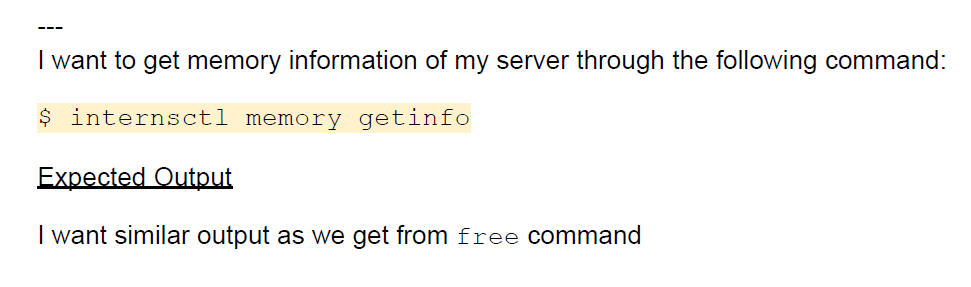 ---
I want to get memory information of my server through the following command:
$ internsctl memory getinfo
Expected Output
I want similar output as we get from free command